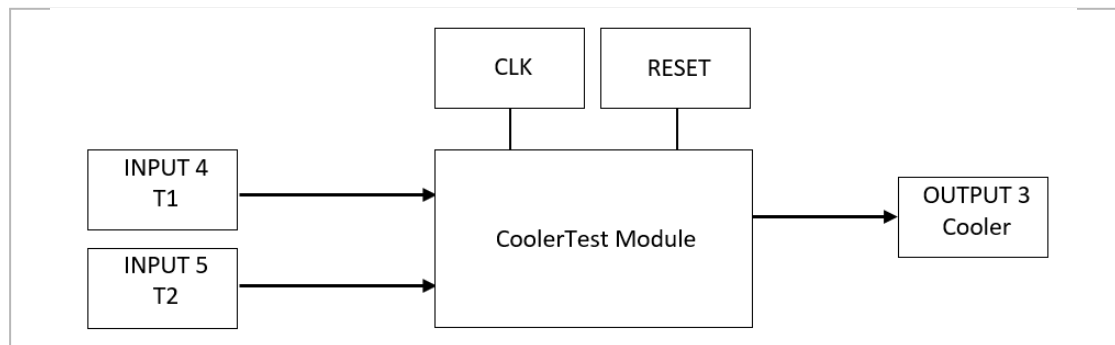 CLK
RESET
INPUT 4
T1
CoolerTest Module
OUTPUT 3
Cooler
INPUT 5
T2